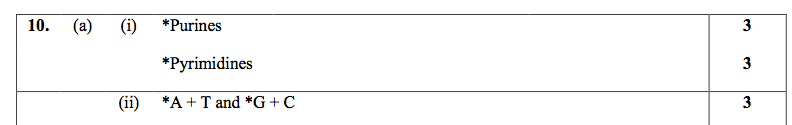 10. (a) (i) *Purines 3
*Pyrimidines 3
(ii) *A + T and *G + C 3